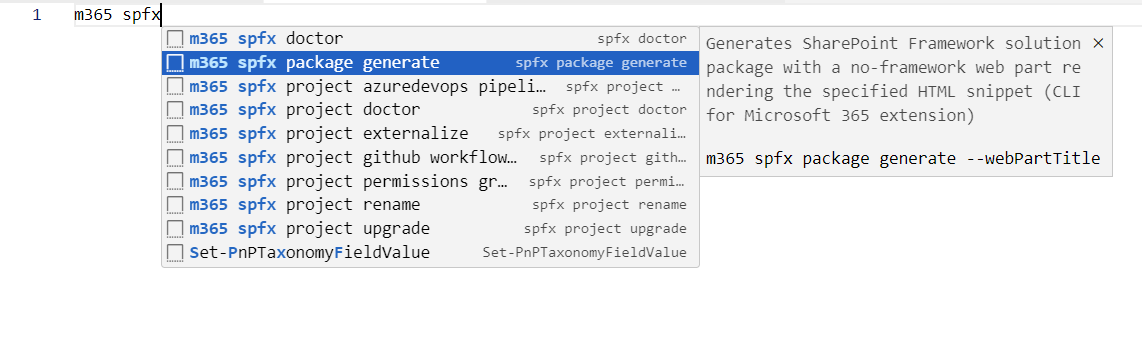 1 m365 spfx
m365 spfx doctor spfx doctor
m365 spfx package generate spfx package generate
m365 spfx project azuredevops pipeli… spfx project …
m365 spfx project doctor spfx project doctor
m365 spfx project externalize spfx project externali…
m365 spfx project github workflow… spfx project gith…
m365 spfx project permissions gr… spfx project permi…
m365 spfx project rename spfx project rename
m365 spfx project upgrade spfx project upgrade
Set-PnPTaxonomyFieldValue Set-PnPTaxonomyFieldValue
Generates SharePoint Framework solution
package with a no-framework web part re
ndering the specified HTML snippet (CLI
for Microsoft 365 extension)
m365 spfx package generate --webPartTitle